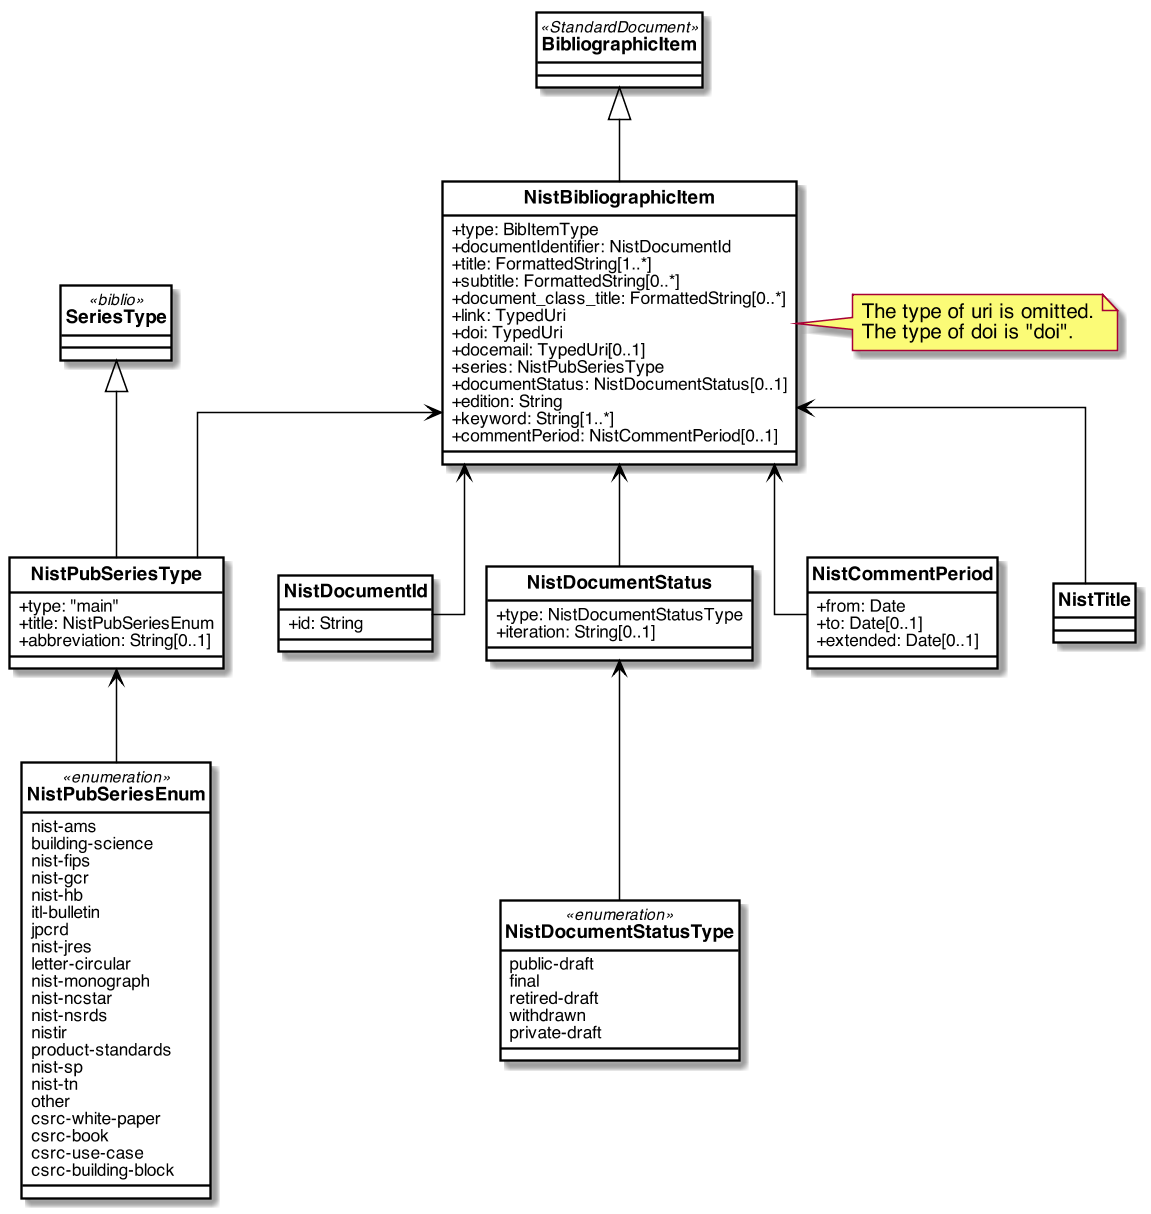 «StandardDocument»
BibliographicItem
NistBibliographicItem
+type: BibItemType
+documentIdentifier: NistDocumentId
+title: FormattedString[1..*]
+subtitle: FormattedString[0..*]
+document_class_title: FormattedString[0..*]
+link: TypedUri
+doi: TypedUri
+docemail: TypedUri[0..1]
+series: NistPubSeriesType
+documentStatus: NistDocumentStatus[0..1]
+edition: String
+keyword: String[1..*]
+commentPeriod: NistCommentPeriod[0..1]
«biblio»
SeriesType
The type of uri is omitted.
The type of doi is "doi".
NistPubSeriesType
+type: "main"
+title: NistPubSeriesEnum
+abbreviation: String[0..1]
NistDocumentId
+id: String
NistDocumentStatus
+type: NistDocumentStatusType
+iteration: String[0..1]
NistCommentPeriod
+from: Date
+to: Date[0..1]
+extended: Date[0..1]
NistTitle
«enumeration»
NistPubSeriesEnum
nist-ams
building-science
nist-fips
nist-gcr
nist-hb
itl-bulletin
jpcrd
nist-jres
letter-circular
nist-monograph
nist-ncstar
nist-nsrds
nistir
product-standards
nist-sp
nist-tn
other
csrc-white-paper
csrc-book
csrc-use-case
csrc-building-block
«enumeration»
NistDocumentStatusType
public-draft
final
retired-draft
withdrawn
private-draft